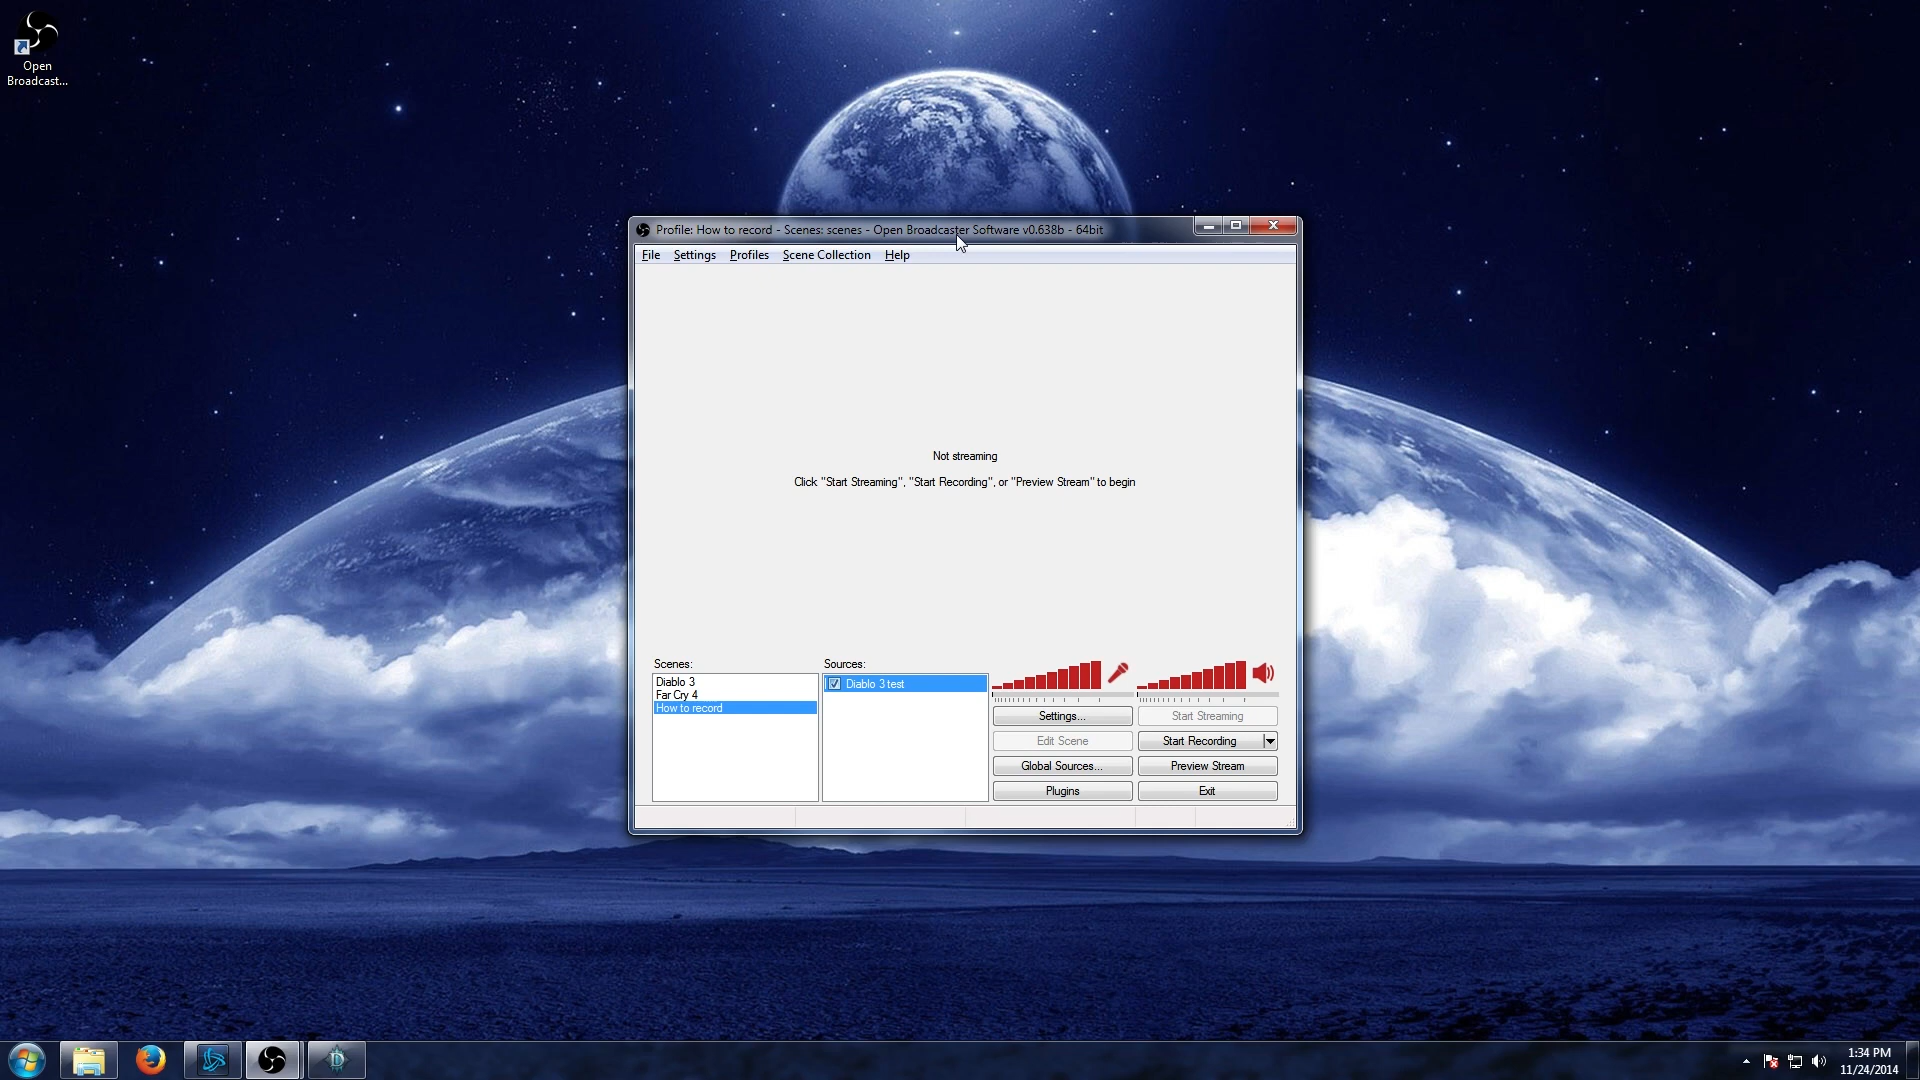 Open
Broadcast...
Profile: How to record - Scenes: scenes - Open Broadcaster Software v0.638b - 64bit
File Settings Profiles Scene Collection Help
Not streaming
Click "Start Streaming", "Start Recording", or "Preview Stream" to begin
Scenes:
Diablo 3
Far Cry 4
How to record
Sources:
Diablo 3 test
Settings...
Start Streaming
Edit Scene
Start Recording
Global Sources...
Preview Stream
Plugins
Exit
1:34 PM
11/24/2014